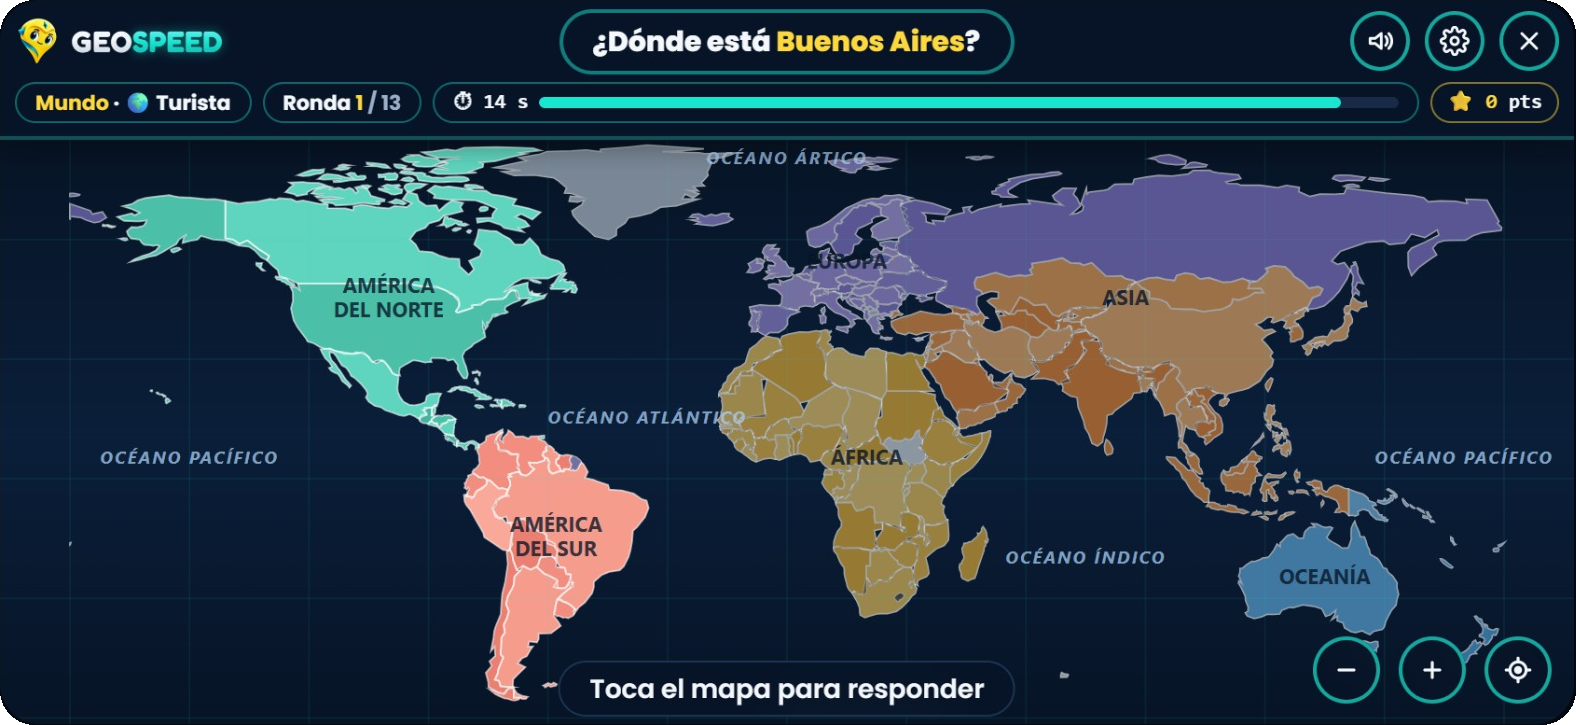 GEOSPEED
¿Dónde está Buenos Aires?
Mundo · Turista
Ronda 1 / 13
14 s
0 pts
OCÉANO ÁRTICO
EUROPA
AMÉRICA
DEL NORTE
ASIA
OCÉANO ATLÁNTICO
OCÉANO PACÍFICO
ÁFRICA
OCÉANO PACÍFICO
AMÉRICA
DEL SUR
OCÉANO ÍNDICO
OCEANÍA
Toca el mapa para responder